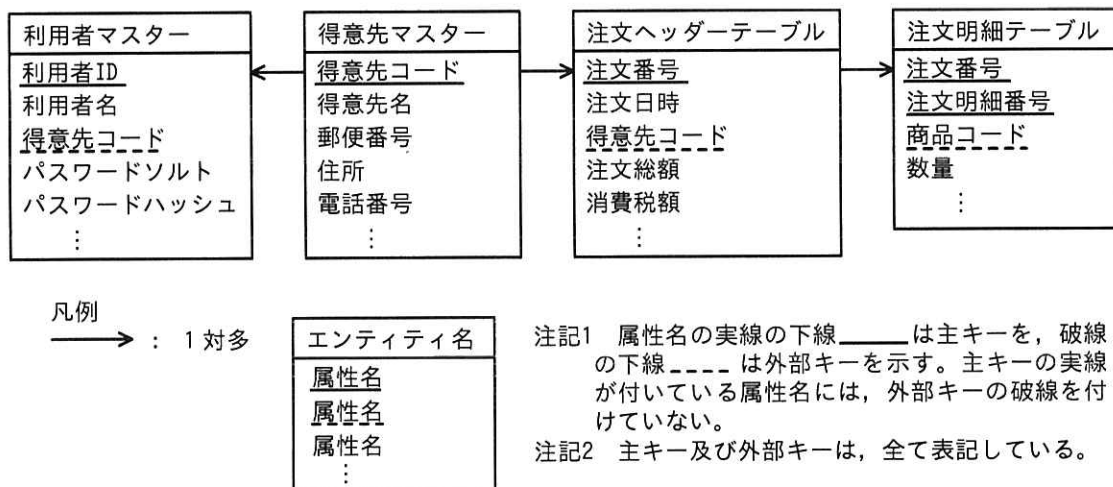 利用者マスター
利用者ID
利用者名
得意先コード
パスワードソルト
パスワードハッシュ
⋮
得意先マスター
得意先コード
得意先名
郵便番号
住所
電話番号
⋮
注文ヘッダーテーブル
注文番号
注文日時
得意先コード
注文総額
消費税額
⋮
注文明細テーブル
注文番号
注文明細番号
商品コード
数量
⋮
凡例
： 1対多
エンティティ名
属性名
属性名
属性名
⋮
注記1 属性名の実線の下線_____は主キーを，破線
の下線____は外部キーを示す。主キーの実線
が付いている属性名には，外部キーの破線を付
けていない。
注記2 主キー及び外部キーは，全て表記している。